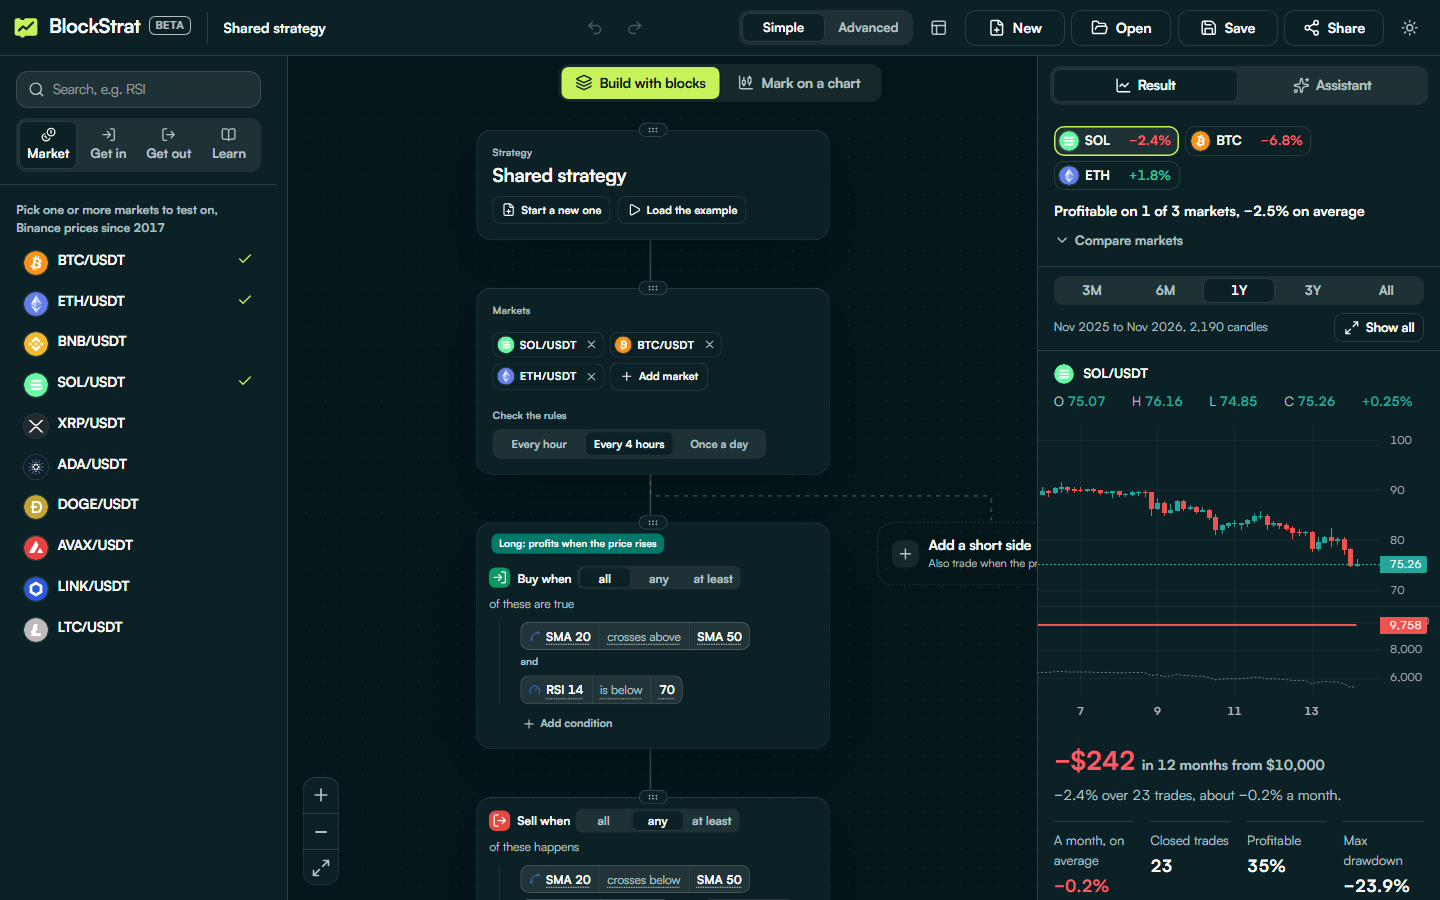 BlockStrat BETA Shared strategy
Simple Advanced New Open Save Share
Search, e.g. RSI
Market Get in Get out Learn
Pick one or more markets to test on,
Binance prices since 2017
BTC/USDT
ETH/USDT
BNB/USDT
SOL/USDT
XRP/USDT
ADA/USDT
DOGE/USDT
AVAX/USDT
LINK/USDT
LTC/USDT
Build with blocks Mark on a chart
Strategy
Shared strategy
Start a new one Load the example
Markets
SOL/USDT BTC/USDT
ETH/USDT Add market
Check the rules
Every hour Every 4 hours Once a day
Long: profits when the price rises
Buy when all any at least
of these are true
SMA 20 crosses above SMA 50
and
RSI 14 is below 70
Add condition
Add a short side
Also trade when the pr
Sell when all any at least
of these happens
SMA 20 crosses below SMA 50
Result Assistant
SOL −2.4% BTC −6.8%
ETH +1.8%
Profitable on 1 of 3 markets, −2.5% on average
Compare markets
3M 6M 1Y 3Y All
Nov 2025 to Nov 2026, 2,190 candles Show all
SOL/USDT
O 75.07 H 76.16 L 74.85 C 75.26 +0.25%
100
90
80
75.26
70
9,758
8,000
6,000
7 9 11 13
−$242 in 12 months from $10,000
−2.4% over 23 trades, about −0.2% a month.
A month, on average Closed trades Profitable Max drawdown
−0.2% 23 35% −23.9%